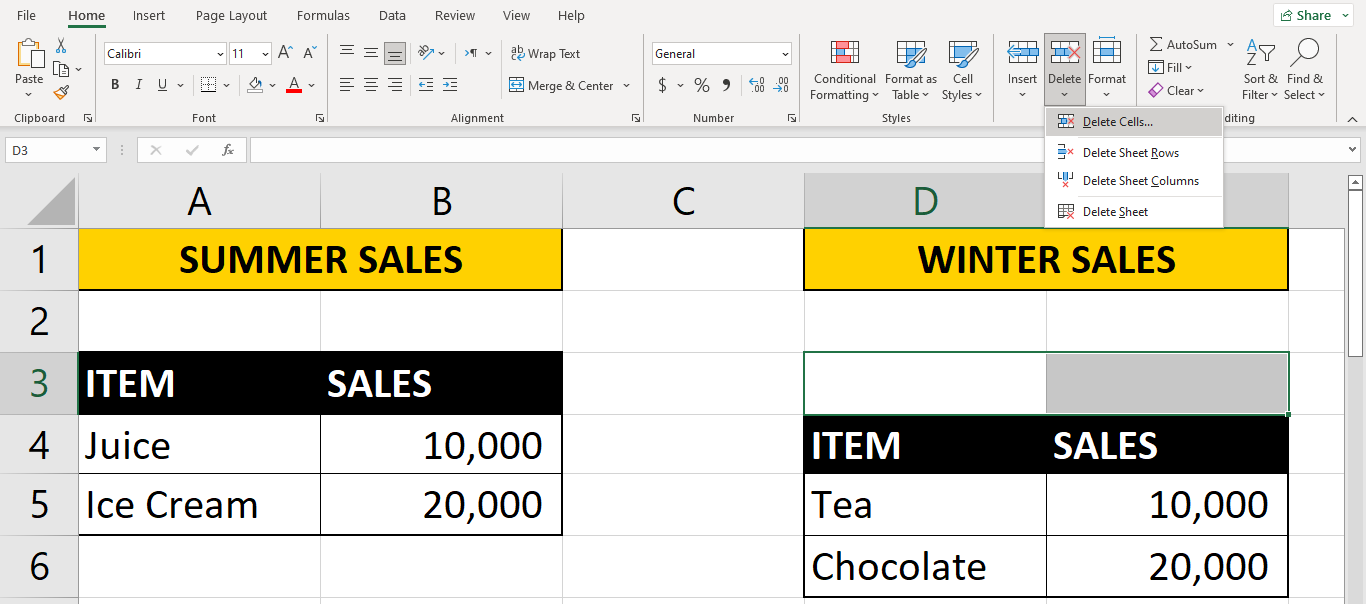 File Home Insert Page Layout Formulas Data Review View Help Share
Calibri 11 Wrap Text General AutoSum
Paste Conditional Formatting Format as Table Cell Styles Insert Delete Format Fill Sort & Filter Find & Select
B I U A Merge & Center $ % Clear
Clipboard Font Alignment Number Styles diting
Delete Cells...
Delete Sheet Rows
Delete Sheet Columns
Delete Sheet
D3 fx
A B C D
1 SUMMER SALES WINTER SALES
2
3 ITEM SALES
4 Juice 10,000 ITEM SALES
5 Ice Cream 20,000 Tea 10,000
6 Chocolate 20,000